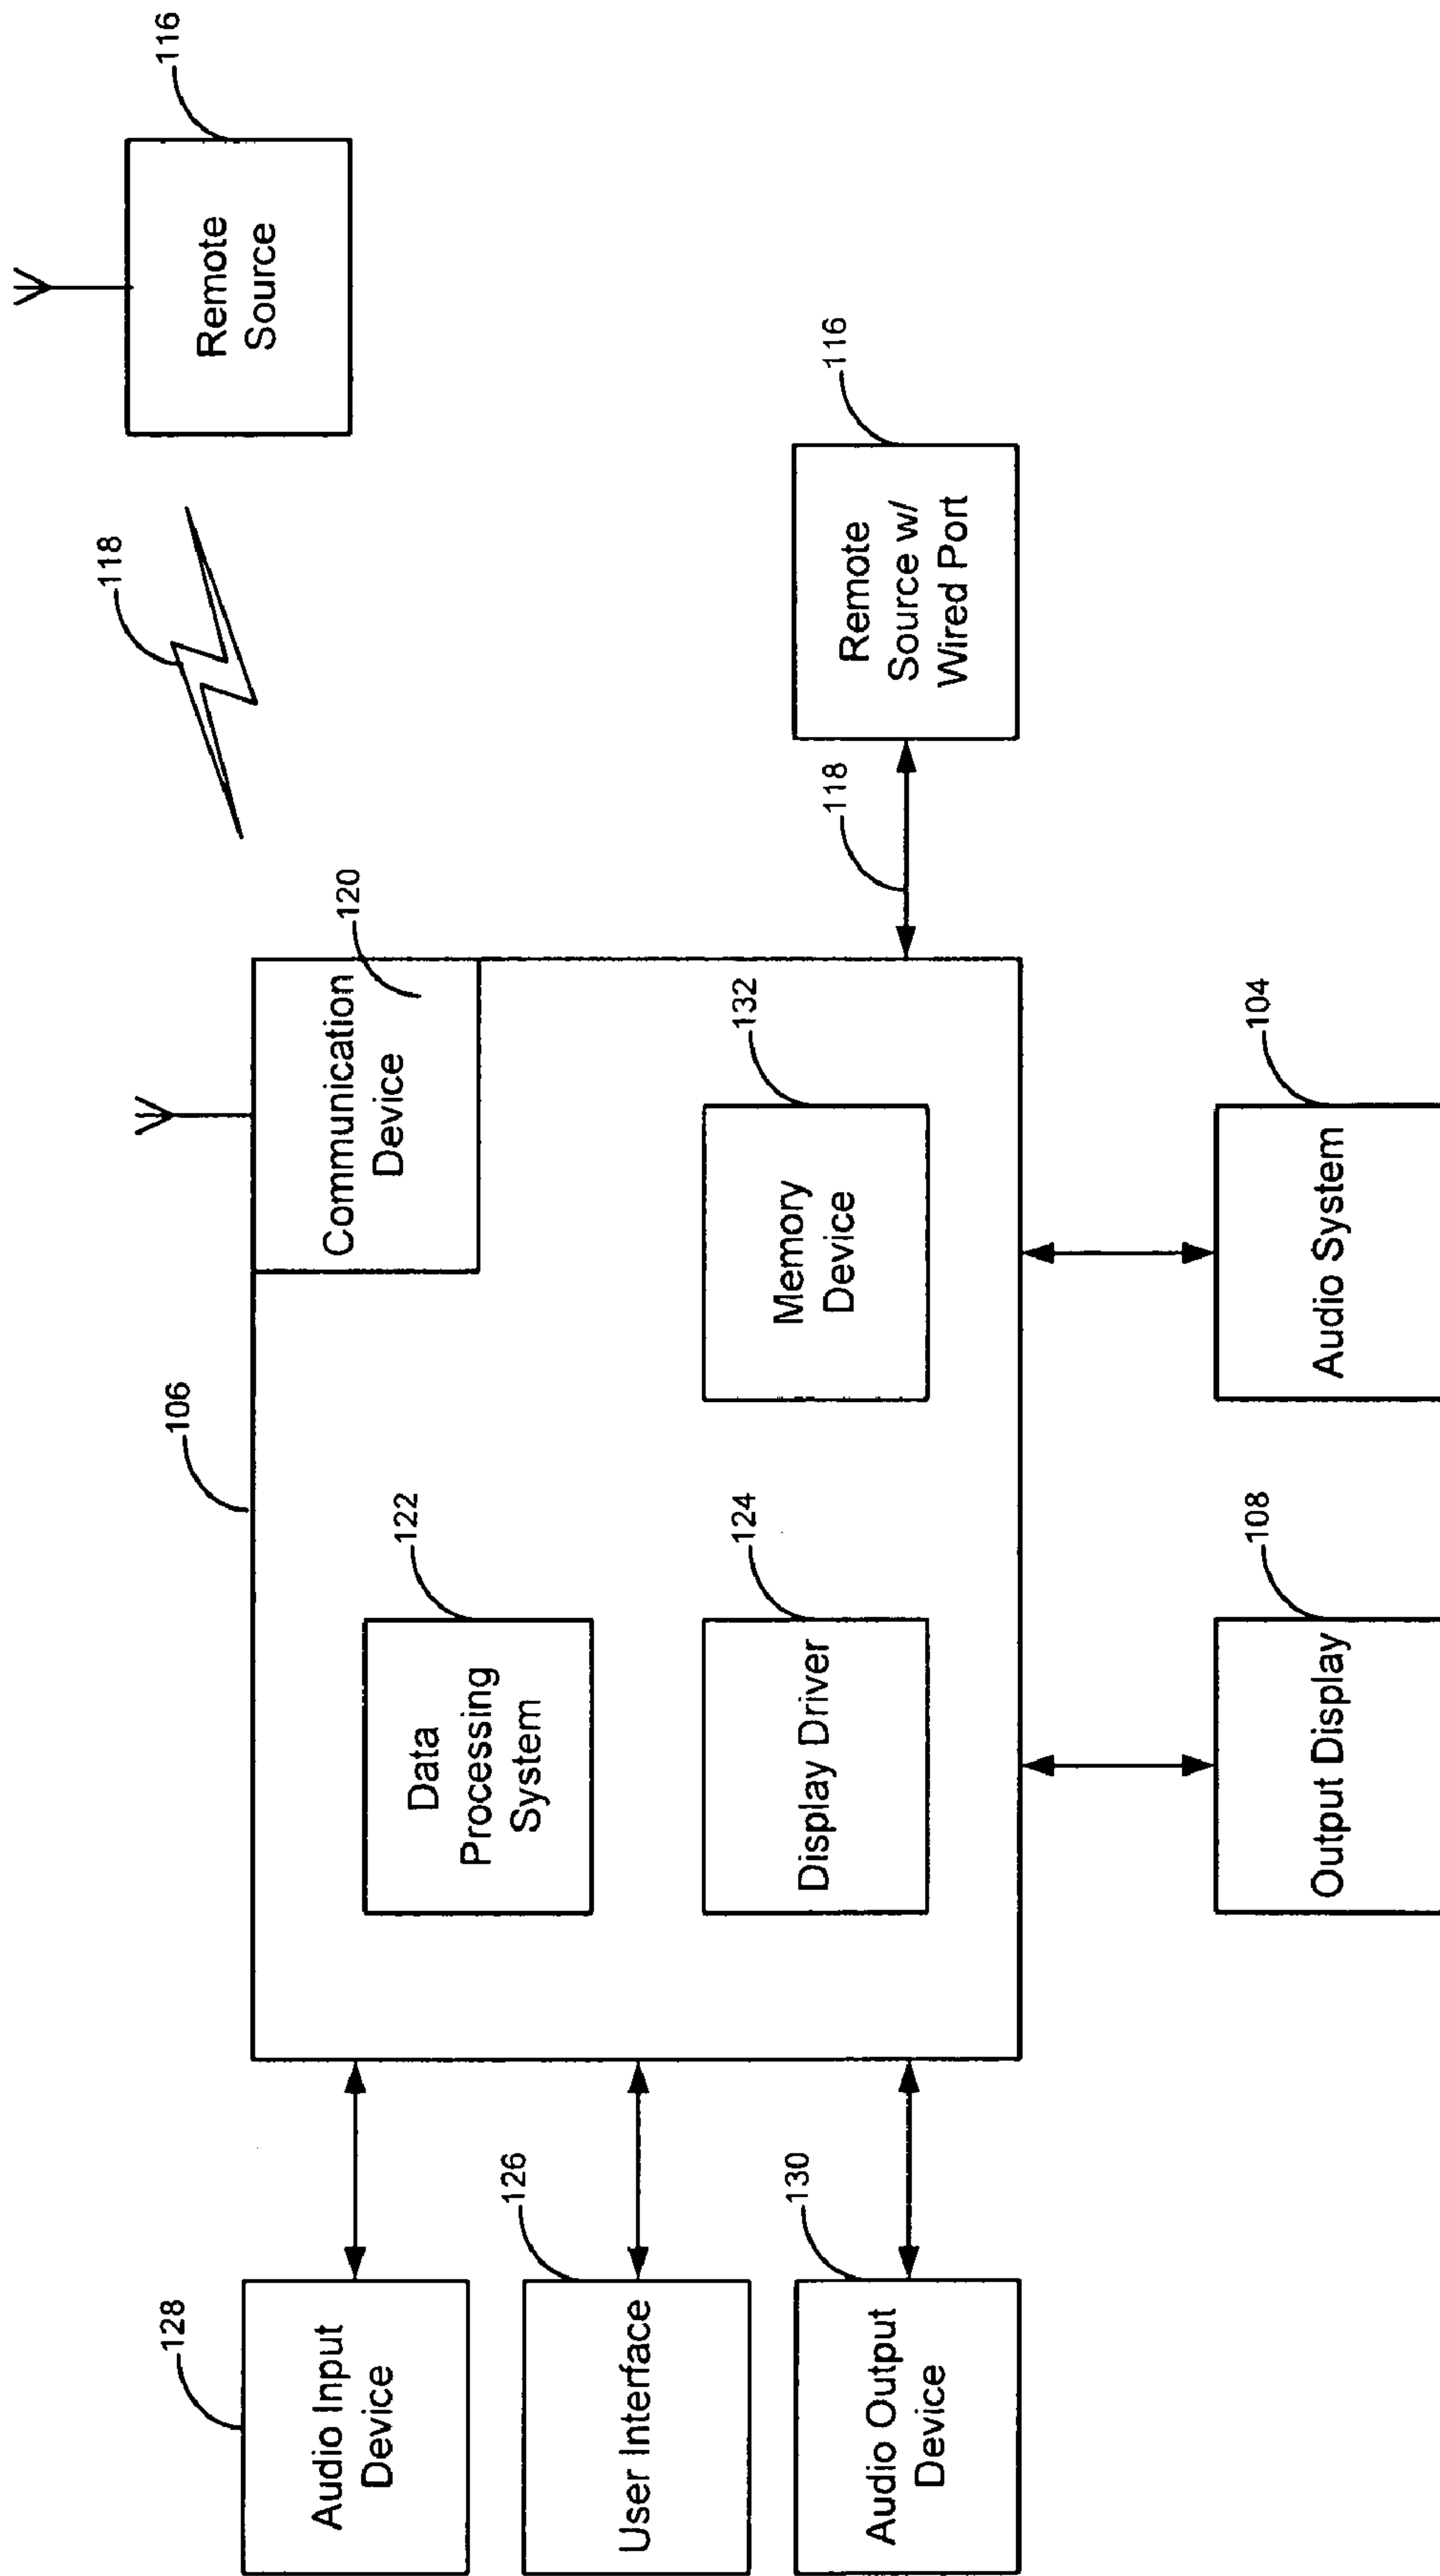 116
Remote
Source
118
116
Remote
Source w/
Wired Port
118
120
Communication
Device
106
122
Data
Processing
System
132
Memory
Device
124
Display Driver
128
Audio Input
Device
126
User Interface
130
Audio Output
Device
108
Output Display
104
Audio System